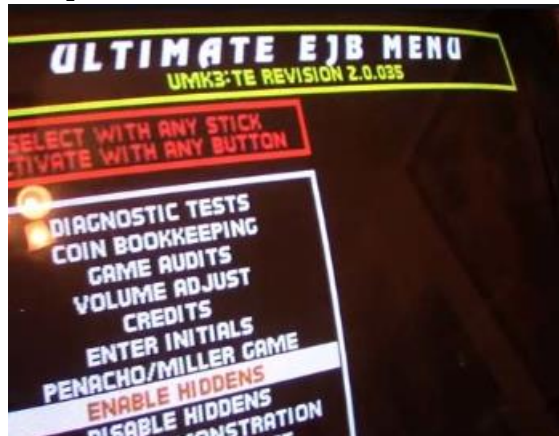 ULTIMATE EJB MENU
UMK3:TE REVISION 2.0.035
SELECT WITH ANY STICK
ACTIVATE WITH ANY BUTTON
DIAGNOSTIC TESTS
COIN BOOKKEEPING
GAME AUDITS
VOLUME ADJUST
CREDITS
ENTER INITIALS
PENACHO/MILLER GAME
ENABLE HIDDENS
DISABLE HIDDENS